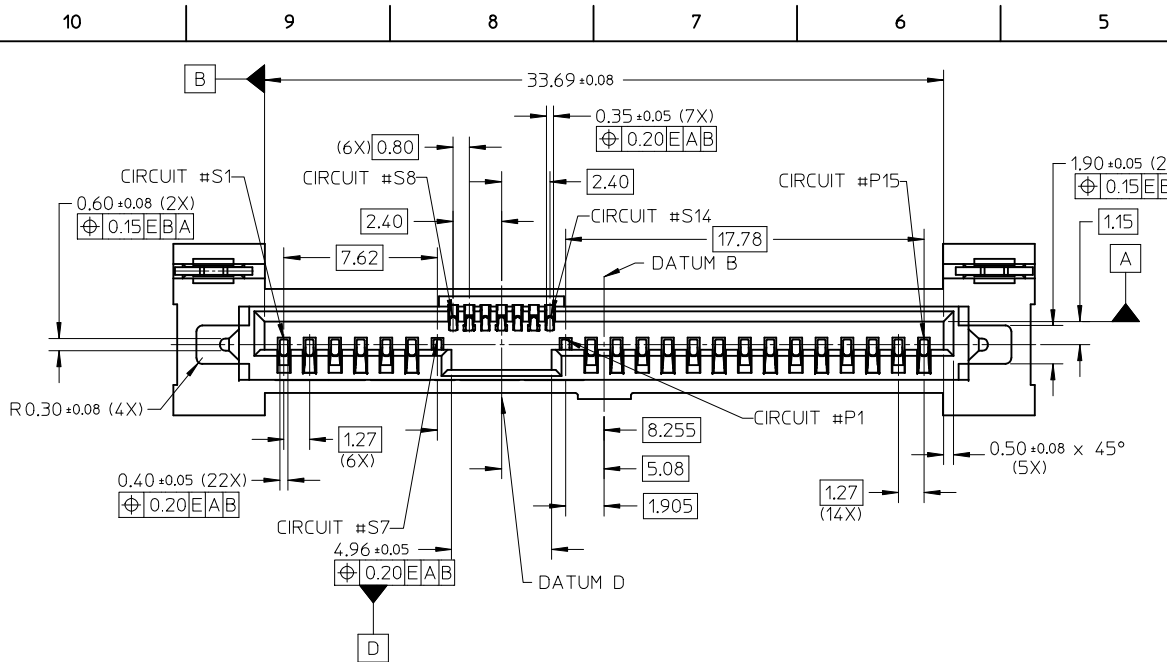 10 9 8 7 6 5
B 33.69 ±0.08
0.35 ±0.05 (7X)
⌖ 0.20 E A B
(6X) 0.80
CIRCUIT #S1
CIRCUIT #S8
2.40
CIRCUIT #P15
1.90 ±0.05 (2
⌖ 0.15 E B
0.60 ±0.08 (2X)
⌖ 0.15 E B A
2.40
CIRCUIT #S14
1.15
7.62
17.78
DATUM B
A
R 0.30 ±0.08 (4X)
CIRCUIT #P1
8.255
1.27
(6X)
0.50 ±0.08 x 45°
(5X)
5.08
0.40 ±0.05 (22X)
⌖ 0.20 E A B
1.27
(14X)
1.905
CIRCUIT #S7
4.96 ±0.05
⌖ 0.20 E A B
DATUM D
D